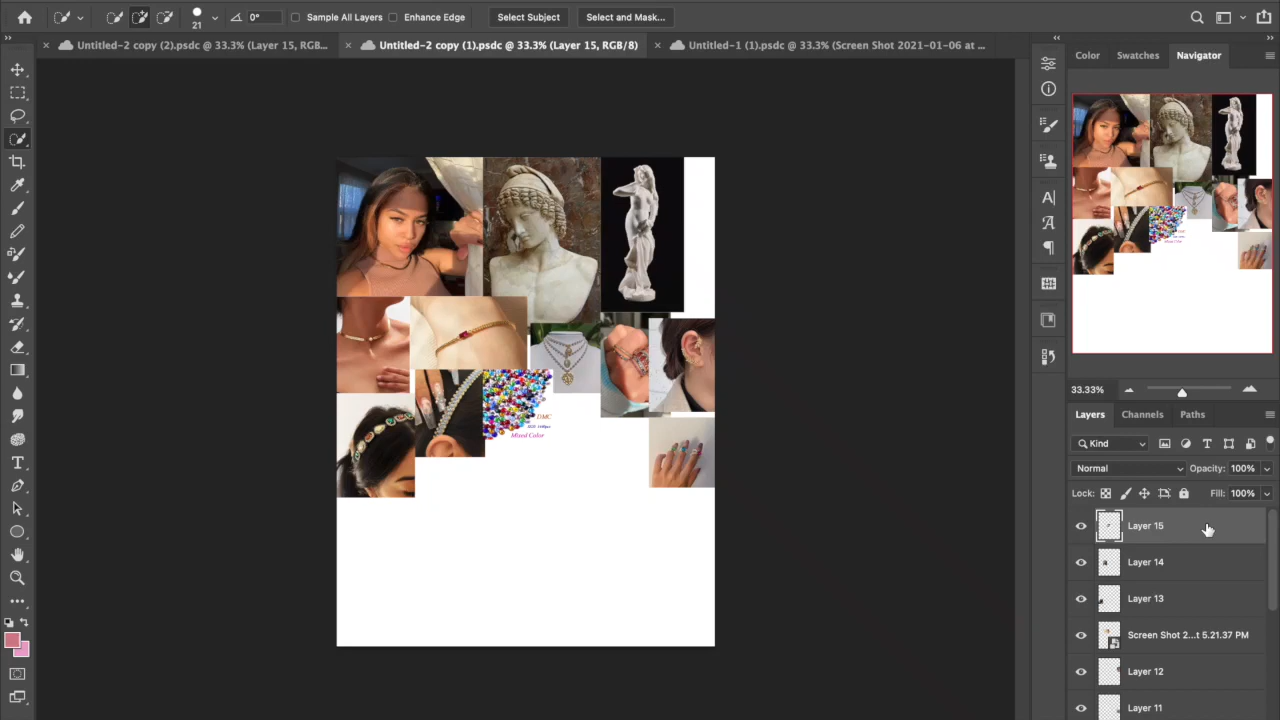 21
0°
Sample All Layers
Enhance Edge
Select Subject
Select and Mask...
Untitled-2 copy (2).psdc @ 33.3% (Layer 15, RGB...
Untitled-2 copy (1).psdc @ 33.3% (Layer 15, RGB/8)
Untitled-1 (1).psdc @ 33.3% (Screen Shot 2021-01-06 at ...
Color
Swatches
Navigator
33.33%
Layers
Channels
Paths
Kind
Normal
Opacity: 100%
Lock:
Fill: 100%
Layer 15
Layer 14
Layer 13
Screen Shot 2...t 5.21.37 PM
Layer 12
Layer 11
DMC
Mixed Color